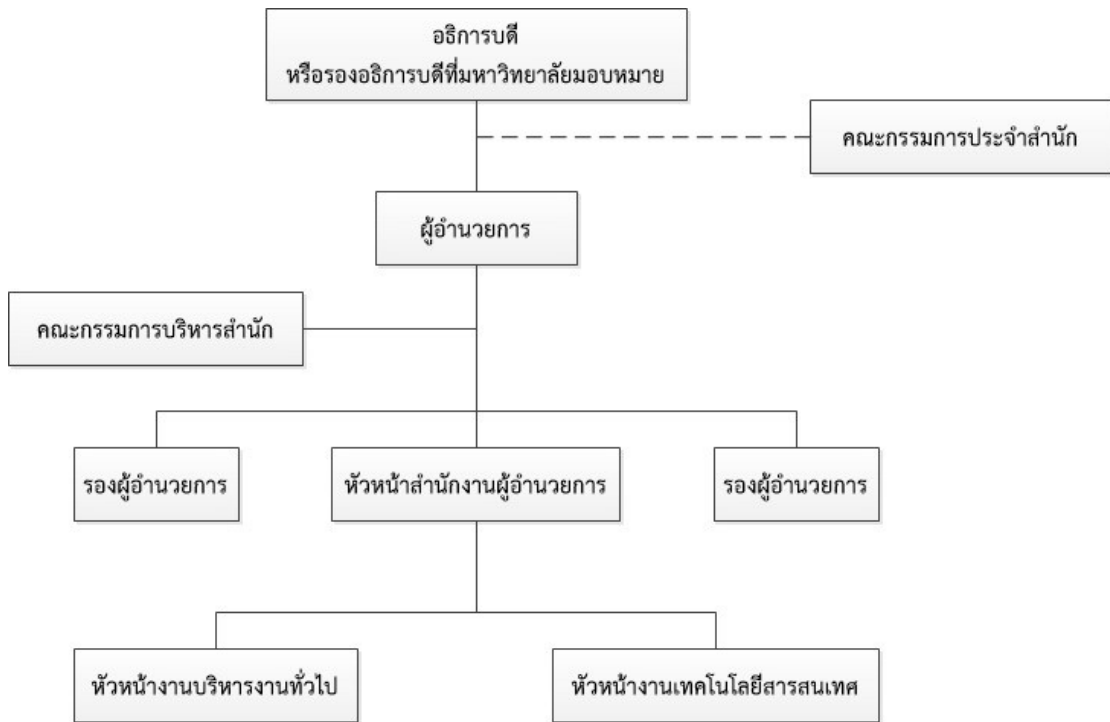 อธิการบดี
หรือรองอธิการบดีที่มหาวิทยาลัยมอบหมาย
คณะกรรมการประจำสำนัก
ผู้อำนวยการ
คณะกรรมการบริหารสำนัก
รองผู้อำนวยการ
หัวหน้าสำนักงานผู้อำนวยการ
รองผู้อำนวยการ
หัวหน้างานบริหารงานทั่วไป
หัวหน้างานเทคโนโลยีสารสนเทศ